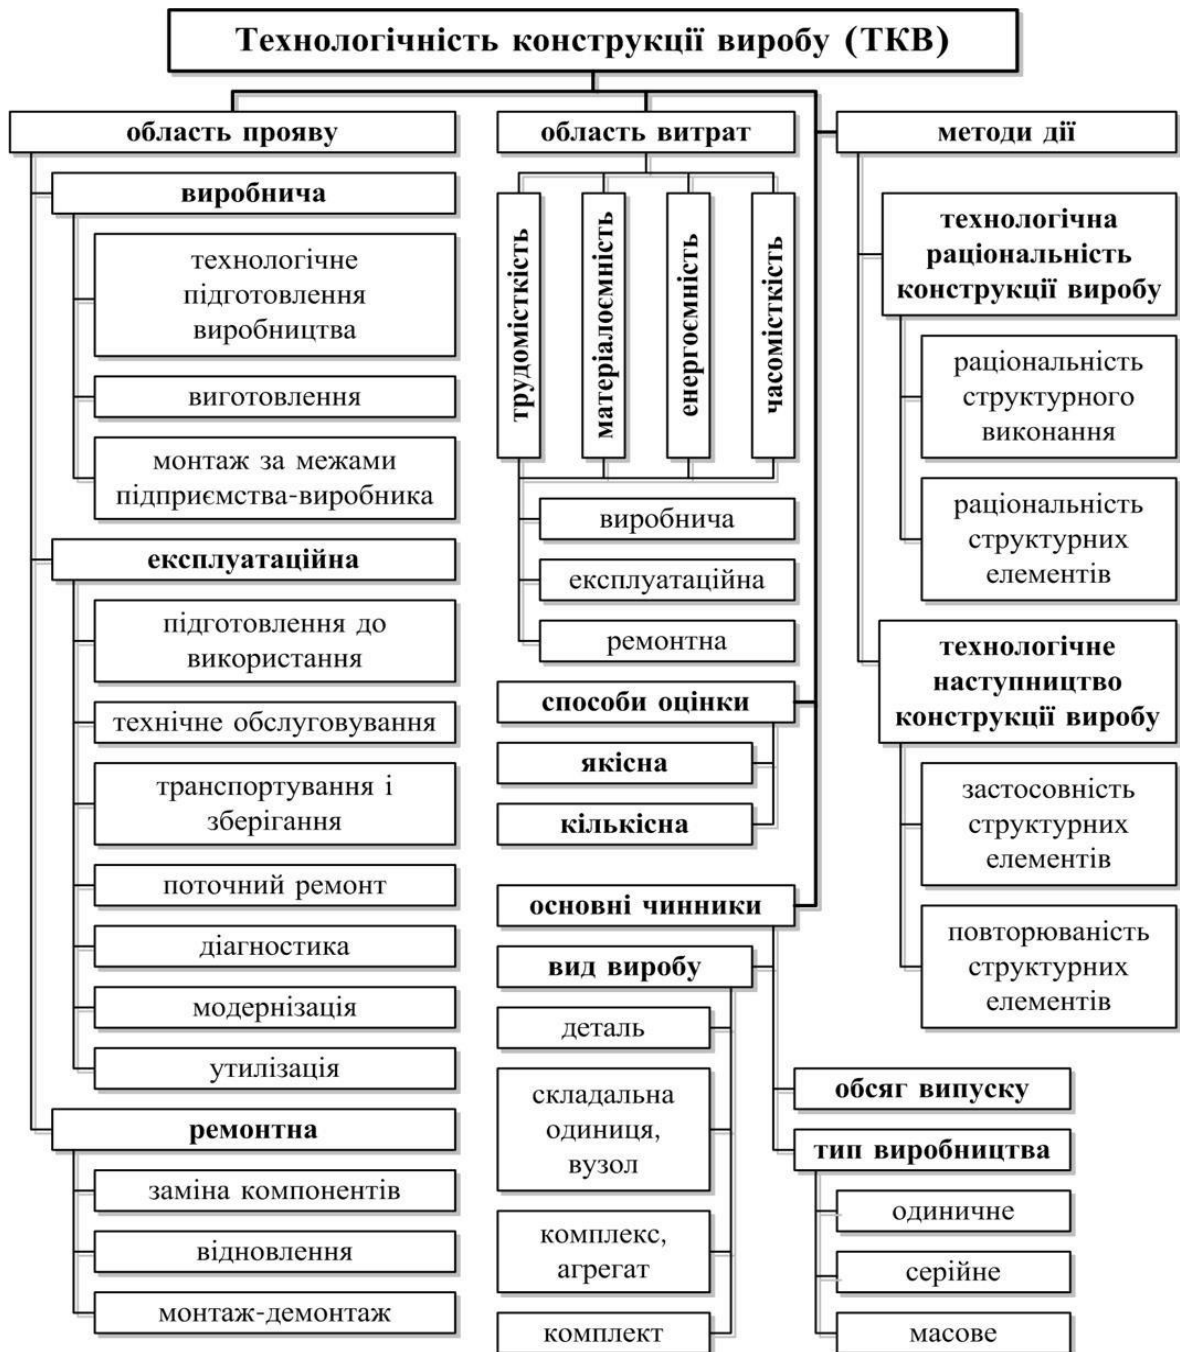 Технологічність конструкції виробу (ТКВ)
область прояву
виробнича
технологічне
підготовлення
виробництва
виготовлення
монтаж за межами
підприємства-виробника
експлуатаційна
підготовлення до
використання
технічне обслуговування
транспортування і
зберігання
поточний ремонт
діагностика
модернізація
утилізація
ремонтна
заміна компонентів
відновлення
монтаж-демонтаж
область витрат
трудомісткість
матеріалоємність
енергоємність
часомісткість
виробнича
експлуатаційна
ремонтна
способи оцінки
якісна
кількісна
основні чинники
вид виробу
деталь
складальна
одиниця,
вузол
комплекс,
агрегат
комплект
обсяг випуску
тип виробництва
одиничне
серійне
масове
методи дії
технологічна
раціональність
конструкції виробу
раціональність
структурного
виконання
раціональність
структурних
елементів
технологічне
наступництво
конструкції виробу
застосовність
структурних
елементів
повторюваність
структурних
елементів